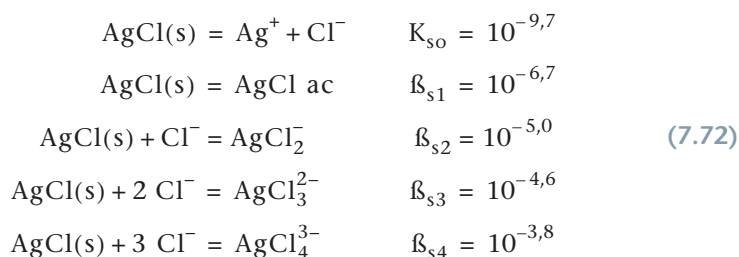 AgCl(s) = Ag⁺ + Cl⁻ K_so = 10^−9,7
AgCl(s) = AgCl ac ß_s1 = 10^−6,7
AgCl(s) + Cl⁻ = AgCl₂⁻ ß_s2 = 10^−5,0 (7.72)
AgCl(s) + 2 Cl⁻ = AgCl₃²⁻ ß_s3 = 10^−4,6
AgCl(s) + 3 Cl⁻ = AgCl₄³⁻ ß_s4 = 10^−3,8